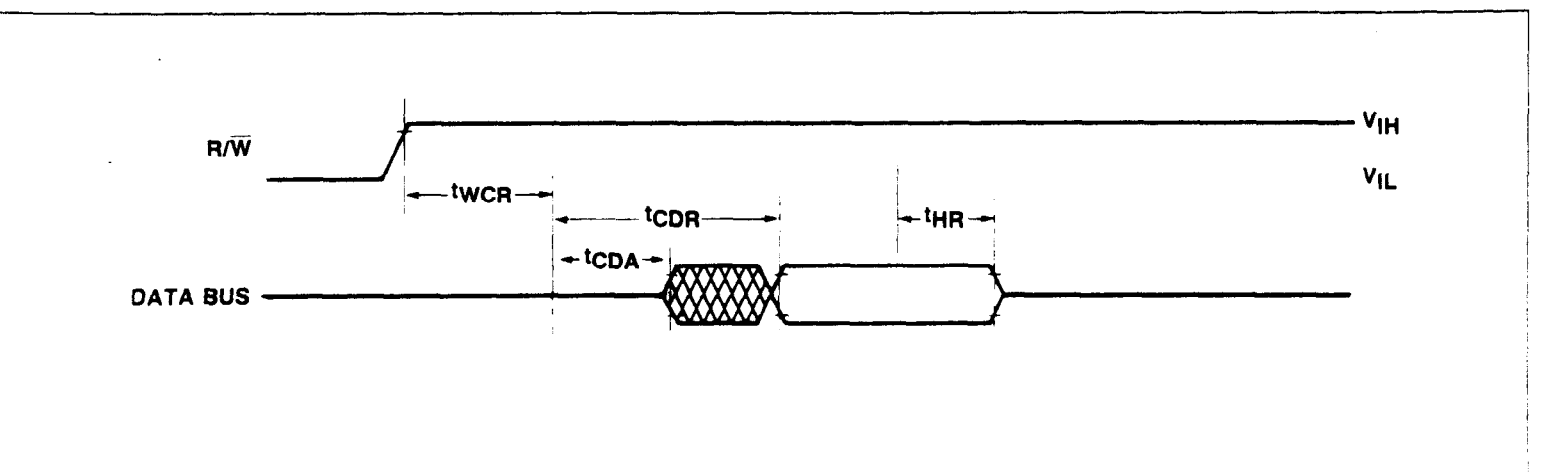 R/W̅
V_IH
V_IL
t_WCR
t_CDR
t_HR
t_CDA
DATA BUS